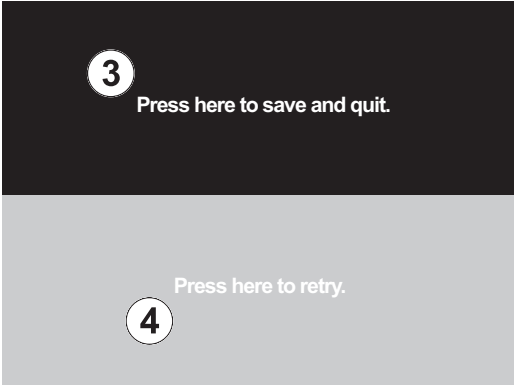 3
Press here to save and quit.
Press here to retry.
4